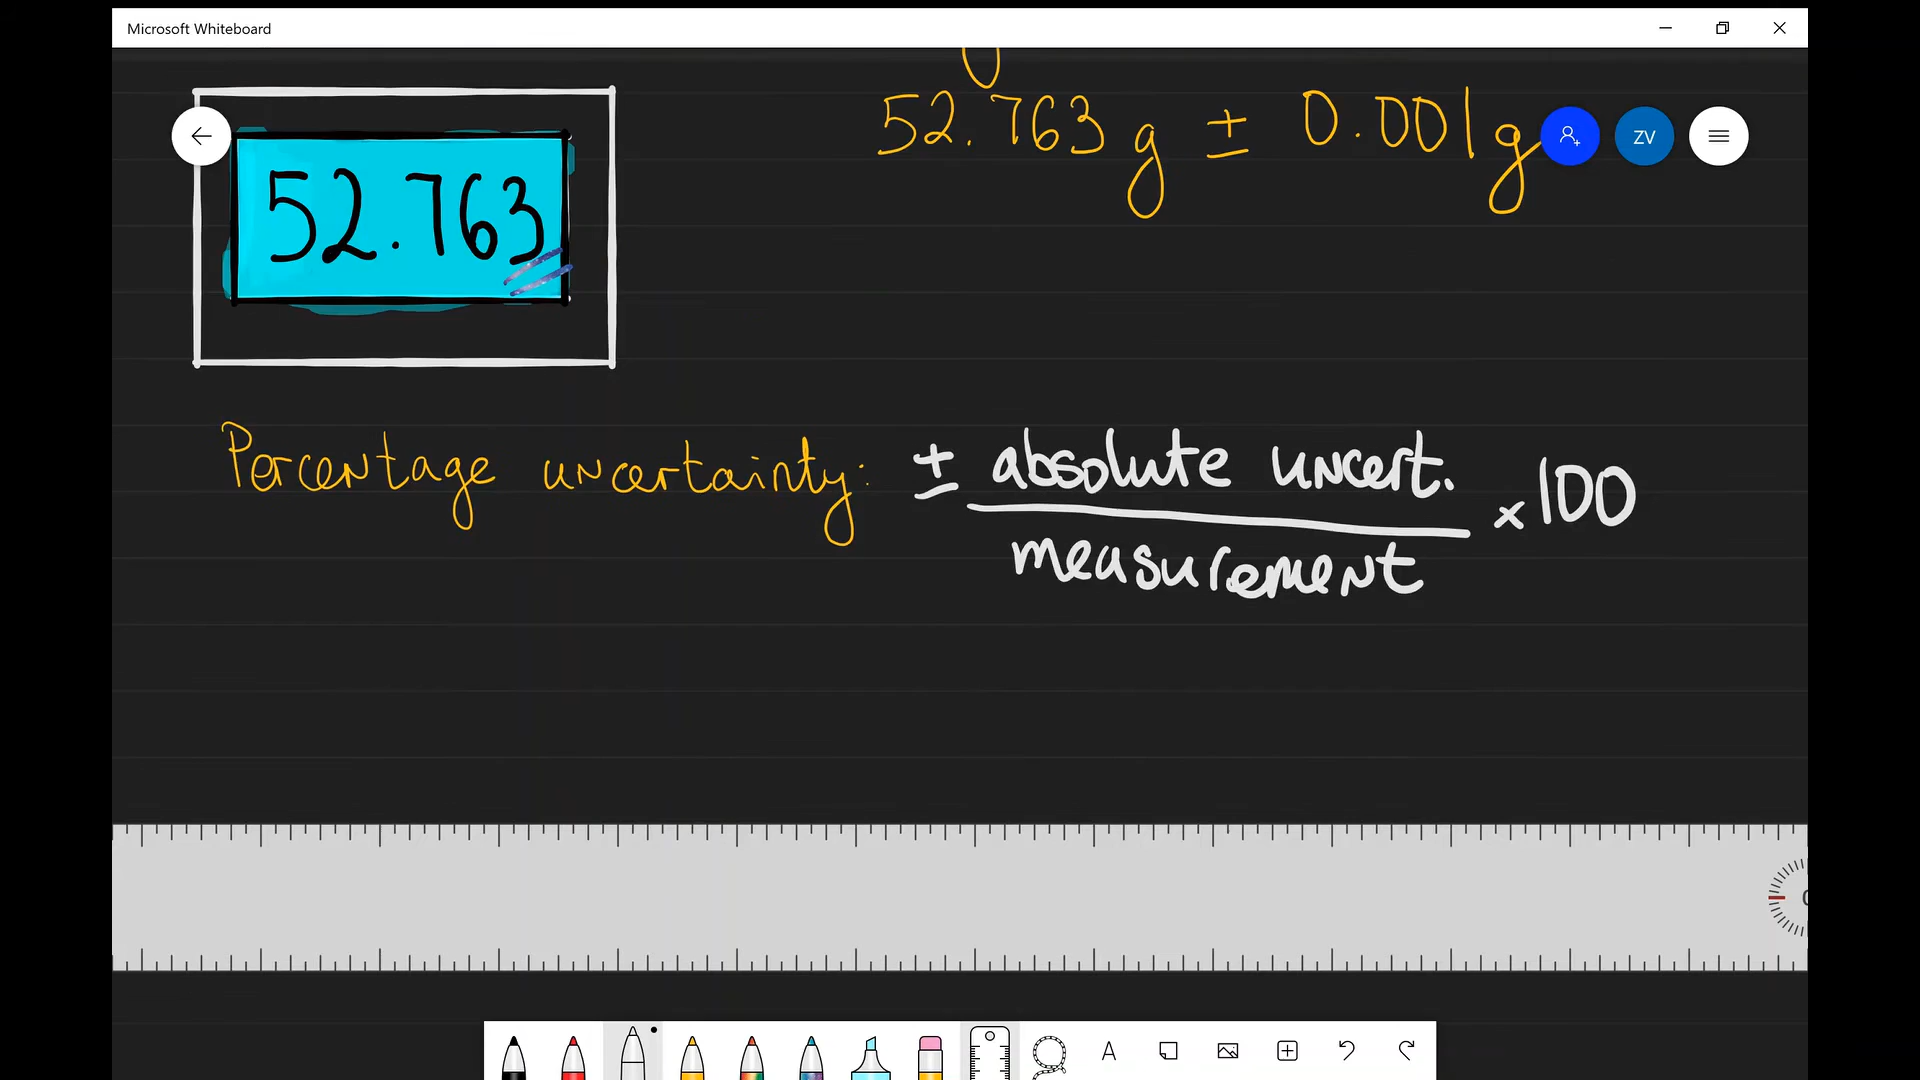 Microsoft Whiteboard
52.763 g ± 0.001 g
ZV
52.763
Percentage uncertainty: ± absolute uncert. × 100
measurement
A